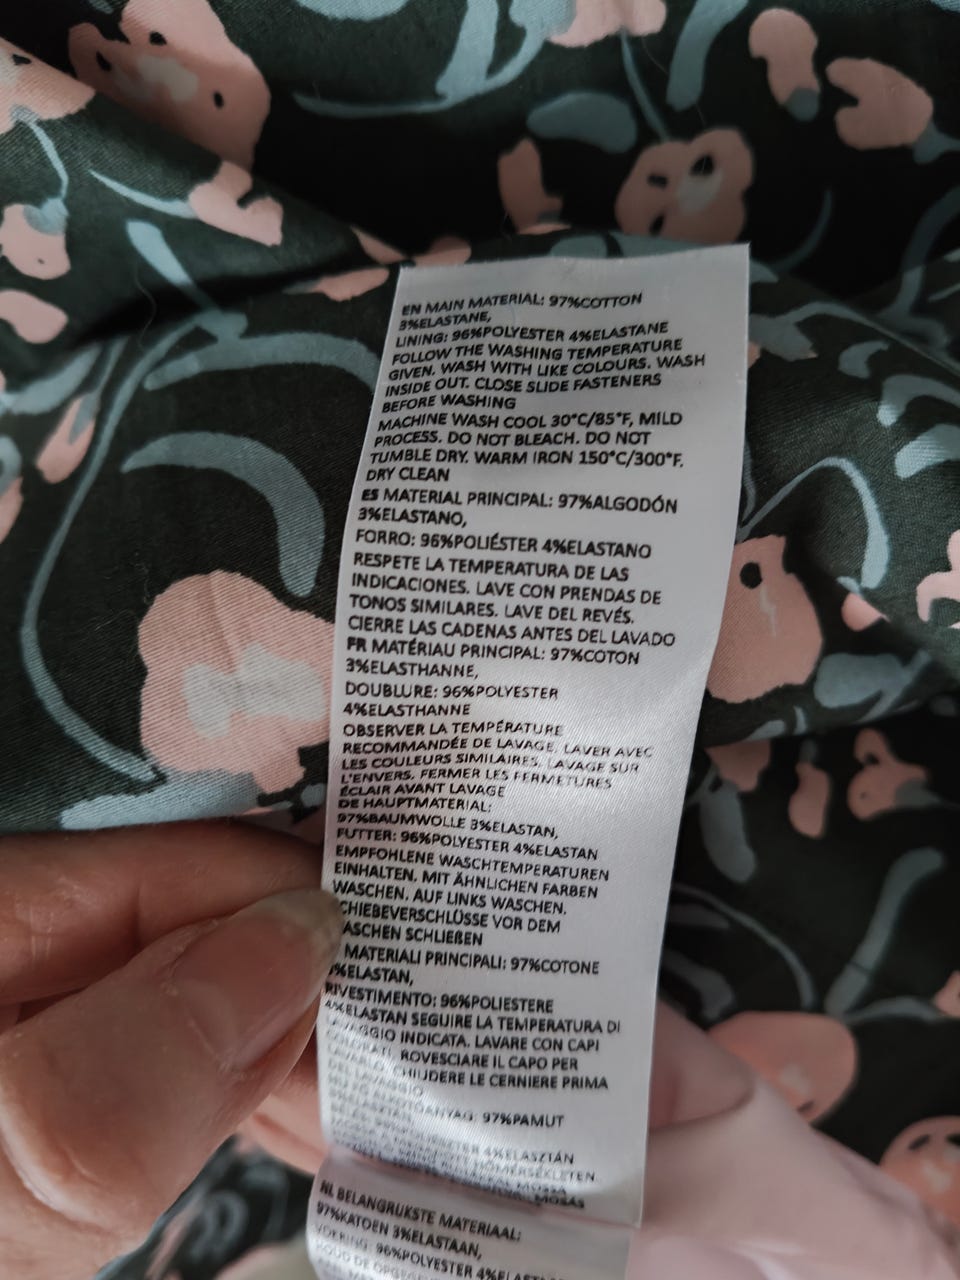 EN MAIN MATERIAL: 97%COTTON
3%ELASTANE,
LINING: 96%POLYESTER 4%ELASTANE
FOLLOW THE WASHING TEMPERATURE
GIVEN. WASH WITH LIKE COLOURS. WASH
INSIDE OUT. CLOSE SLIDE FASTENERS
BEFORE WASHING
MACHINE WASH COOL 30°C/85°F, MILD
PROCESS. DO NOT BLEACH. DO NOT
TUMBLE DRY. WARM IRON 150°C/300°F.
DRY CLEAN
ES MATERIAL PRINCIPAL: 97%ALGODÓN
3%ELASTANO,
FORRO: 96%POLIÉSTER 4%ELASTANO
RESPETE LA TEMPERATURA DE LAS
INDICACIONES. LAVE CON PRENDAS DE
TONOS SIMILARES. LAVE DEL REVÉS.
CIERRE LAS CADENAS ANTES DEL LAVADO
FR MATÉRIAU PRINCIPAL: 97%COTON
3%ELASTHANNE,
DOUBLURE: 96%POLYESTER
4%ELASTHANNE
OBSERVER LA TEMPÉRATURE
RECOMMANDÉE DE LAVAGE. LAVER AVEC
LES COULEURS SIMILAIRES. LAVAGE SUR
L'ENVERS. FERMER LES FERMETURES
ÉCLAIR AVANT LAVAGE
DE HAUPTMATERIAL:
97%BAUMWOLLE 3%ELASTAN,
FUTTER: 96%POLYESTER 4%ELASTAN
EMPFOHLENE WASCHTEMPERATUREN
EINHALTEN. MIT ÄHNLICHEN FARBEN
WASCHEN. AUF LINKS WASCHEN.
CHIEBEVERSCHLÜSSE VOR DEM
ASCHEN SCHLIEßEN
MATERIALI PRINCIPALI: 97%COTONE
%ELASTAN,
RIVESTIMENTO: 96%POLIESTERE
4%ELASTAN SEGUIRE LA TEMPERATURA DI
LAVAGGIO INDICATA. LAVARE CON CAPI
COLORATI. ROVESCIARE IL CAPO PER
LAVARLO. CHIUDERE LE CERNIERE PRIMA
DEL LAVAGGIO
97%PAMUT
4%ELASZTÁN
NL BELANGRIJKSTE MATERIAAL:
97%KATOEN 3%ELASTAAN,
VOERING: 96%POLYESTER